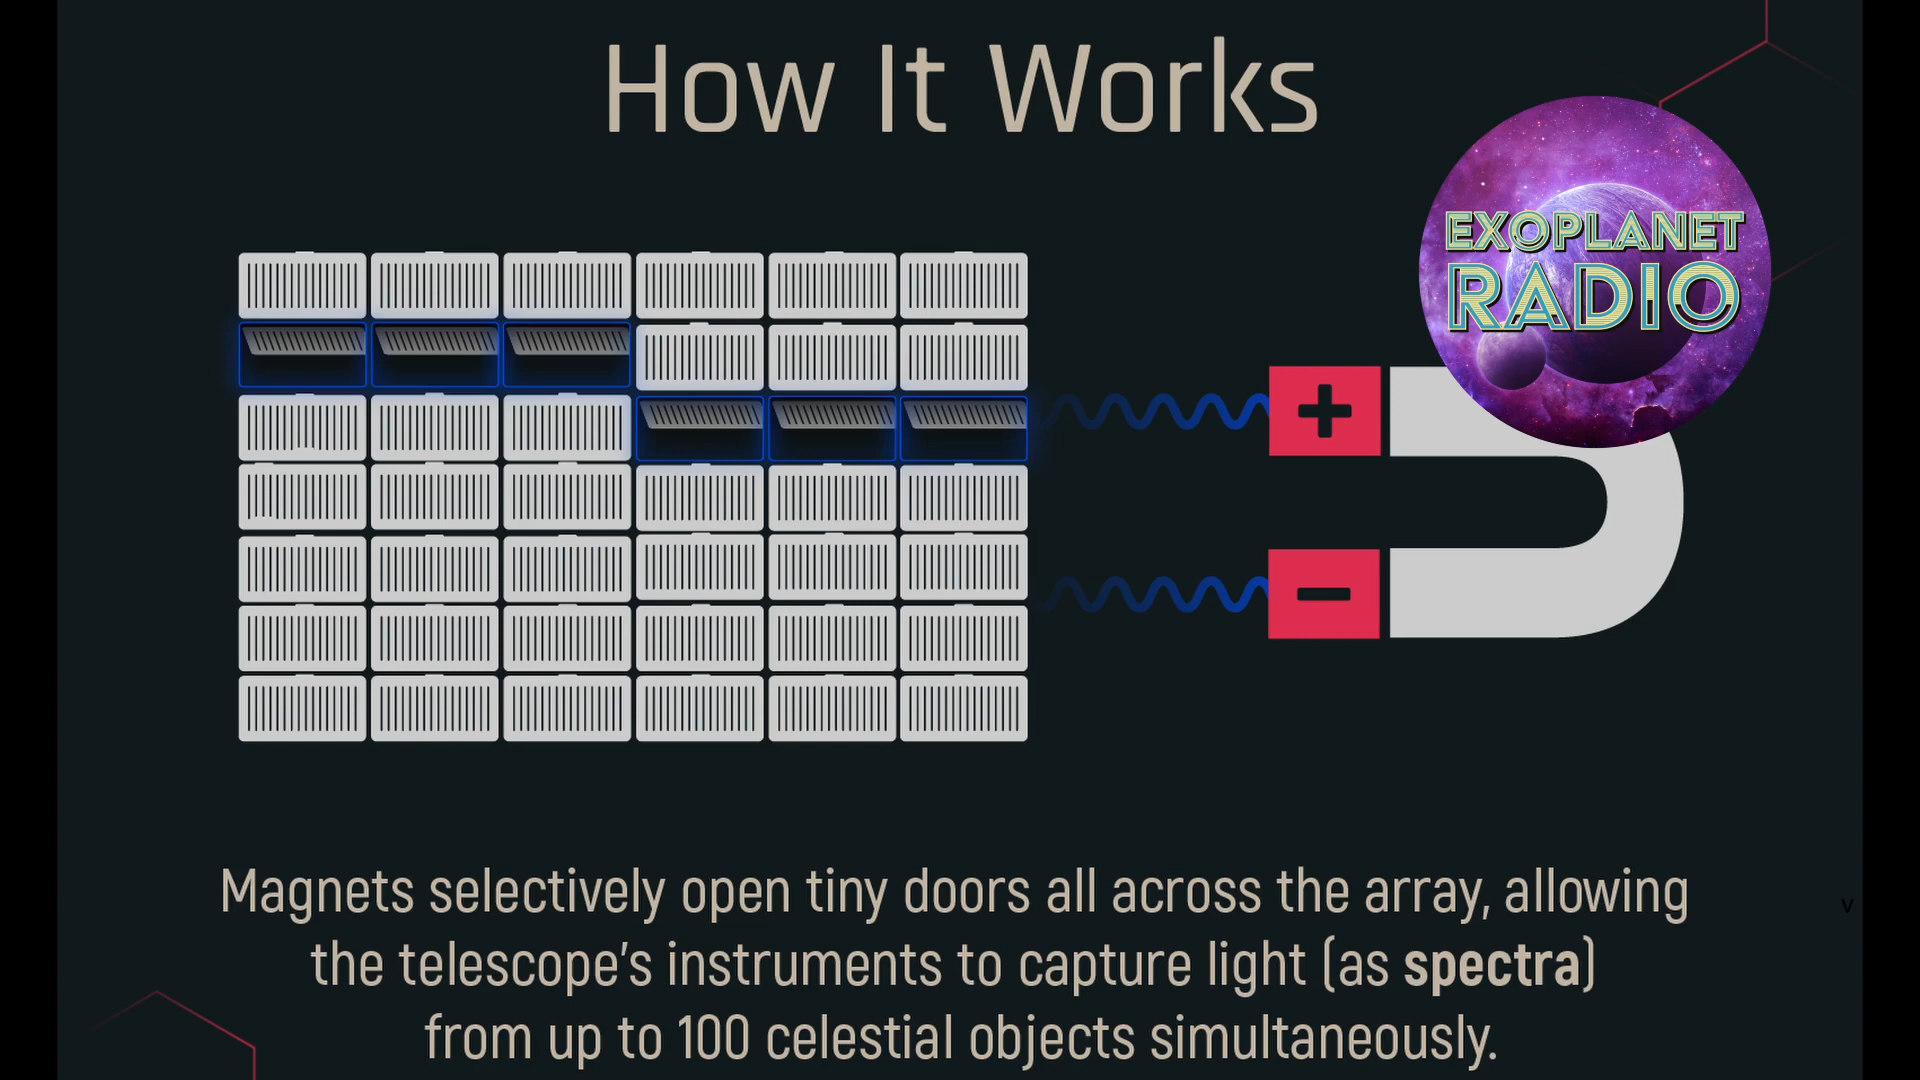 How It Works
EXOPLANET
RADIO
+
−
Magnets selectively open tiny doors all across the array, allowing
the telescope’s instruments to capture light (as spectra)
from up to 100 celestial objects simultaneously.
v